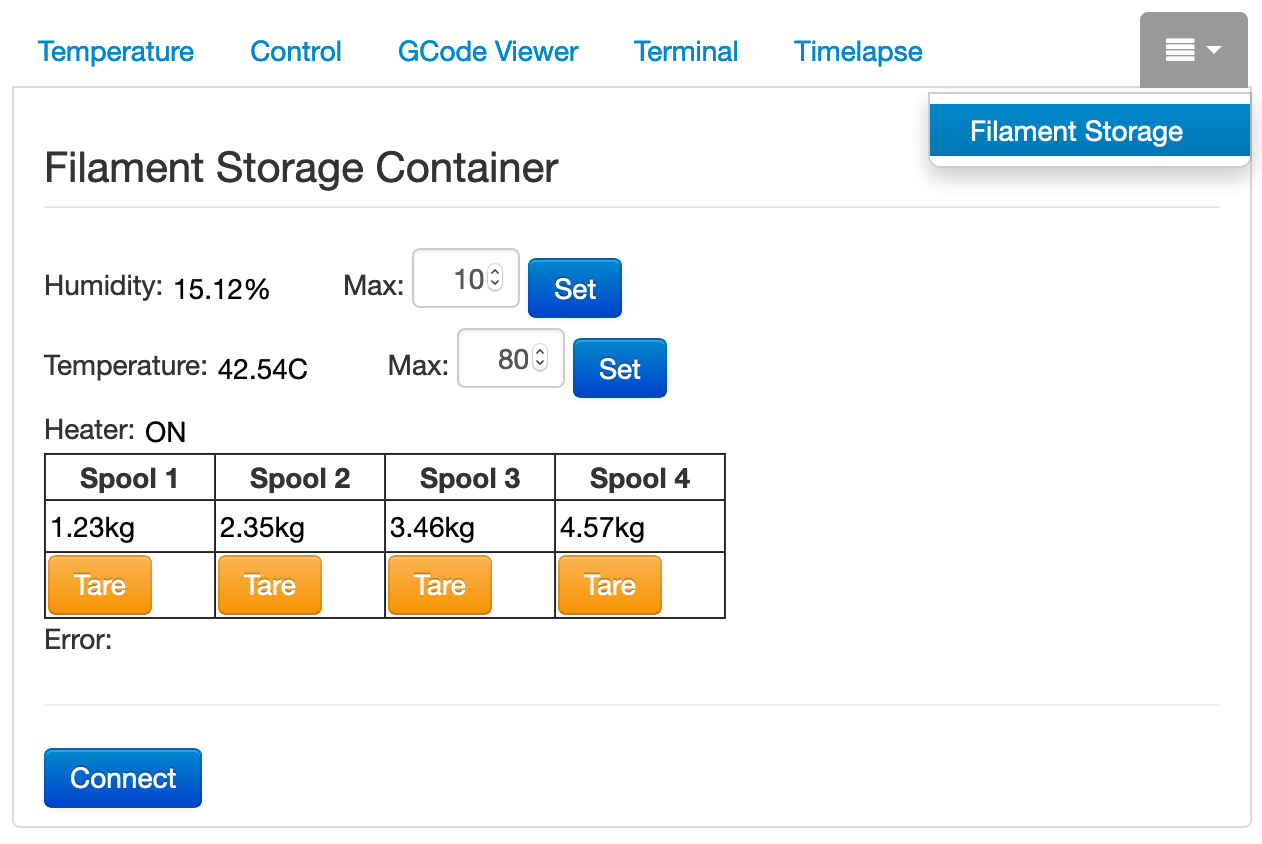 Temperature Control GCode Viewer Terminal Timelapse
Filament Storage
Filament Storage Container
Humidity: 15.12% Max: 10 Set
Temperature: 42.54C Max: 80 Set
Heater: ON
Spool 1 Spool 2 Spool 3 Spool 4
1.23kg 2.35kg 3.46kg 4.57kg
Tare Tare Tare Tare
Error:
Connect